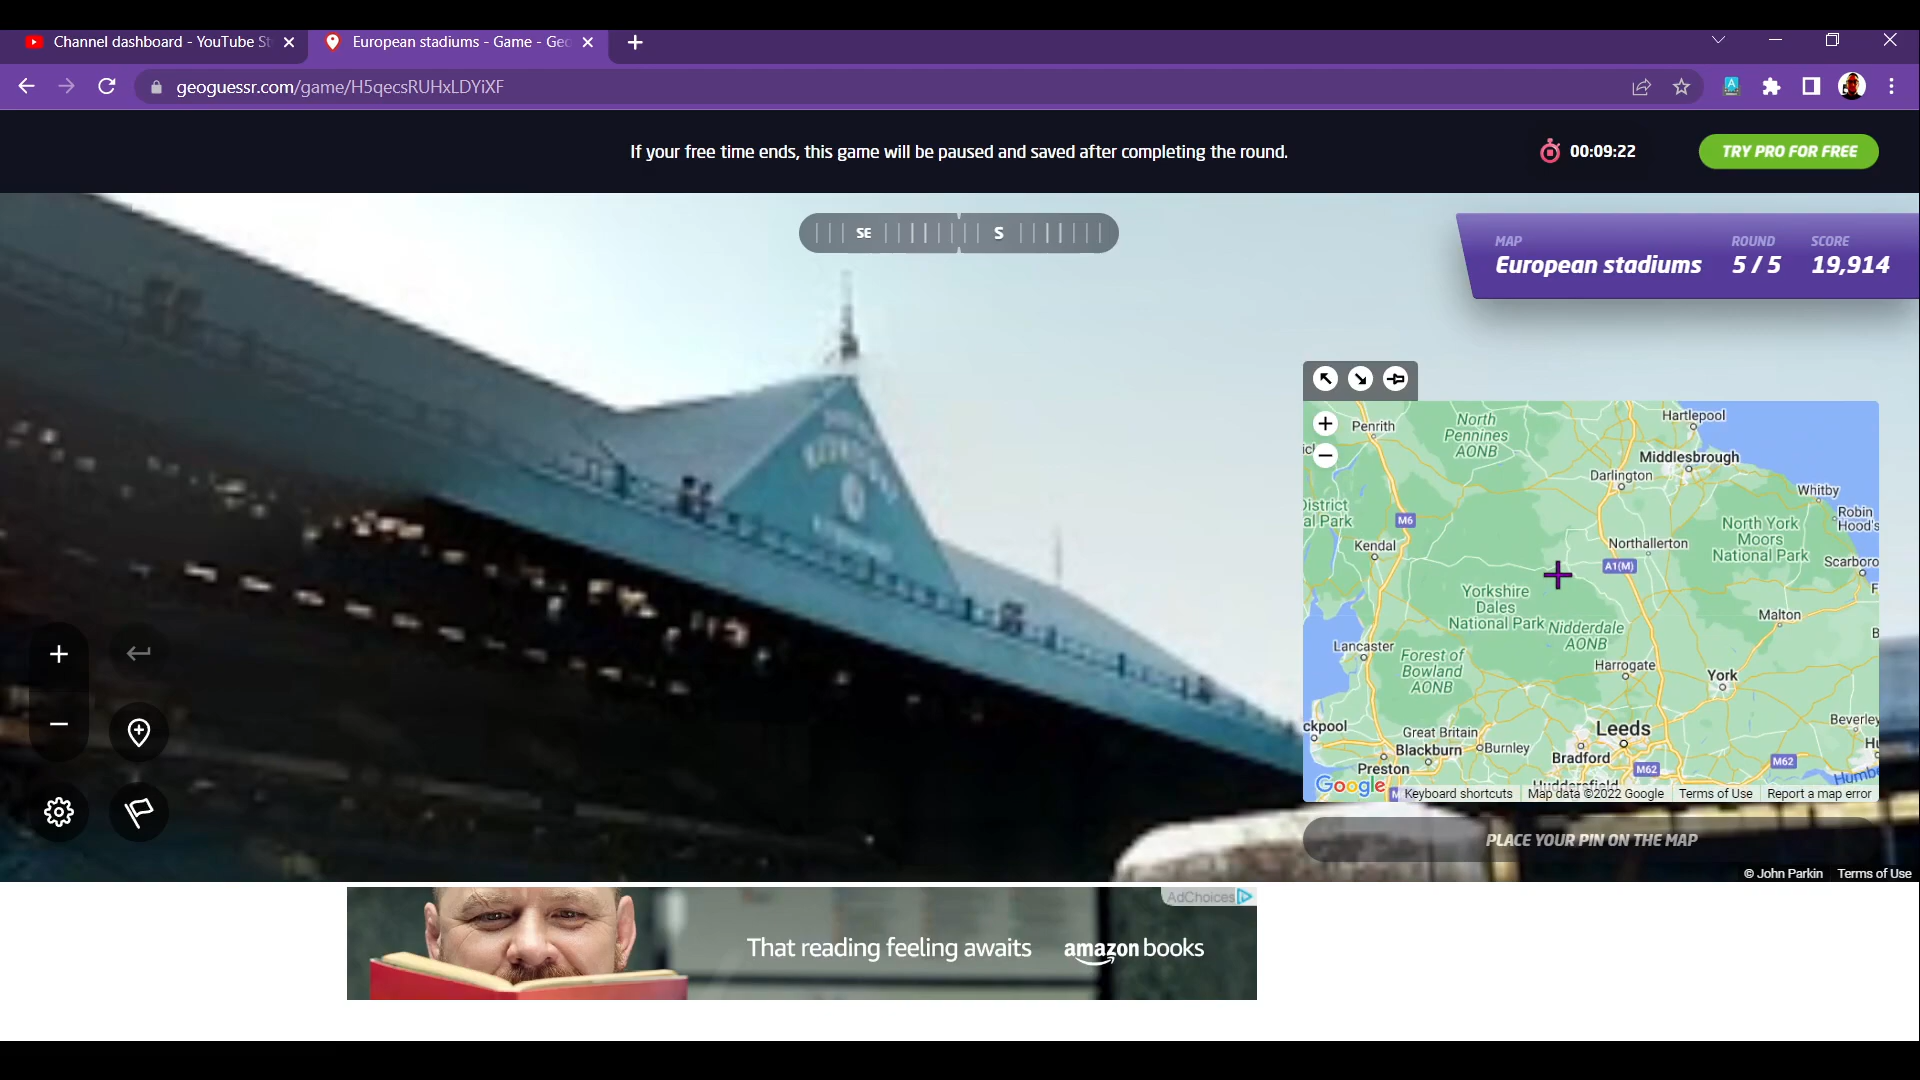 Channel dashboard - YouTube St
European stadiums - Game - Geo
geoguessr.com/game/H5qecsRUHxLDYiXF
If your free time ends, this game will be paused and saved after completing the round.
00:09:22
TRY PRO FOR FREE
SE
S
MAP
ROUND
SCORE
European stadiums
5 / 5
19,914
Hartlepool
Penrith
North
Pennines
AONB
Middlesbrough
Darlington
Whitby
District
al Park
M6
Robin
Hood's
North York
Moors
National Park
Kendal
Northallerton
A1(M)
Scarboro
Yorkshire
Dales
National Park
Malton
Nidderdale
AONB
Lancaster
Forest of
Bowland
AONB
Harrogate
York
ckpool
Great Britain
Leeds
Beverley
Blackburn
Burnley
Bradford
Preston
M62
M62
Humb
Huddersfield
Google
Keyboard shortcuts
Map data ©2022 Google
Terms of Use
Report a map error
PLACE YOUR PIN ON THE MAP
© John Parkin
Terms of Use
AdChoices
That reading feeling awaits
amazon books